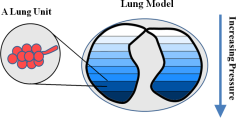 Lung Model
A Lung Unit
Increasing Pressure